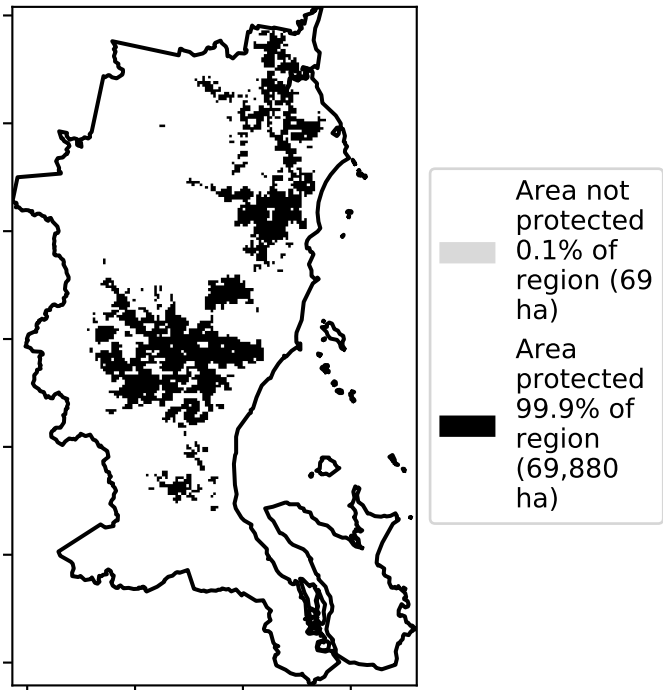 Area not
protected
0.1% of
region (69
ha)
Area
protected
99.9% of
region
(69,880
ha)